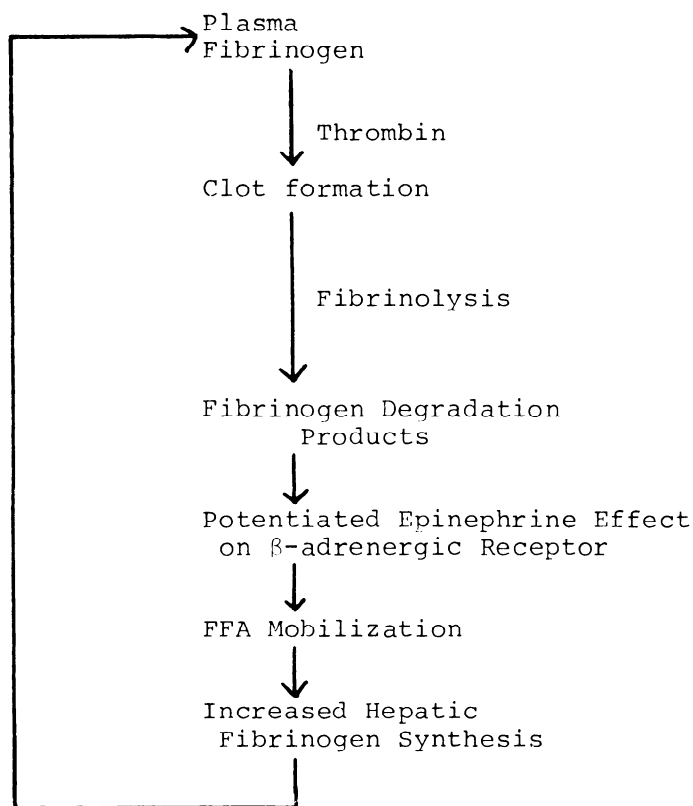 Plasma
Fibrinogen
Thrombin
Clot formation
Fibrinolysis
Fibrinogen Degradation
Products
Potentiated Epinephrine Effect
on β-adrenergic Receptor
FFA Mobilization
Increased Hepatic
Fibrinogen Synthesis